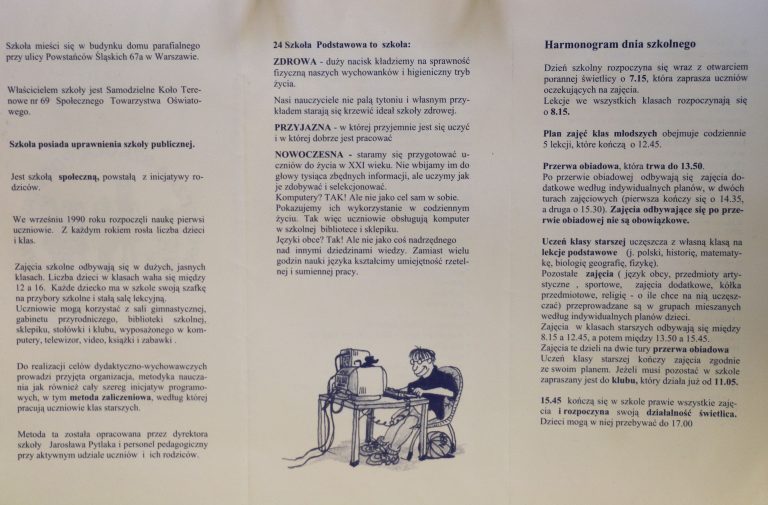 Szkoła mieści się w budynku domu parafialnego
przy ulicy Powstańców Śląskich 67a w Warszawie.
Właścicielem szkoły jest Samodzielne Koło Tere-
nowe nr 69 Społecznego Towarzystwa Oświato-
wego.
Szkoła posiada uprawnienia szkoły publicznej.
Jest szkołą społeczną, powstałą z inicjatywy ro-
dziców.
We wrześniu 1990 roku rozpoczęli naukę pierwsi
uczniowie. Z każdym rokiem rosła liczba dzieci
i klas.
Zajęcia szkolne odbywają się w dużych, jasnych
klasach. Liczba dzieci w klasach waha się między
12 a 16. Każde dziecko ma w szkole swoją szafkę
na przybory szkolne i stałą salę lekcyjną.
Uczniowie mogą korzystać z sali gimnastycznej,
gabinetu przyrodniczego, biblioteki szkolnej,
sklepiku, stołówki i klubu, wyposażonego w kom-
putery, telewizor, video, książki i zabawki .
Do realizacji celów dydaktyczno-wychowawczych
prowadzi przyjęta organizacja, metodyka naucza-
nia jak również cały szereg inicjatyw programo-
wych, w tym metoda zaliczeniowa, według której
pracują uczniowie klas starszych.
Metoda ta została opracowana przez dyrektora
szkoły Jarosława Pytlaka i personel pedagogiczny
przy aktywnym udziale uczniów i ich rodziców.
24 Szkoła Podstawowa to szkoła:
ZDROWA - duży nacisk kładziemy na sprawność
fizyczną naszych wychowanków i higieniczny tryb
życia.
Nasi nauczyciele nie palą tytoniu i własnym przy-
kładem starają się krzewić ideał szkoły zdrowej.
PRZYJAZNA - w której przyjemnie jest się uczyć
i w której dobrze jest pracować
NOWOCZESNA - staramy się przygotować u-
czniów do życia w XXI wieku. Nie wbijamy im do
głowy tysiąca zbędnych informacji, ale uczymy jak
je zdobywać i selekcjonować.
Komputery? TAK! Ale nie jako cel sam w sobie.
Pokazujemy ich wykorzystanie w codziennym
życiu. Tak więc uczniowie obsługują komputer
w szkolnej bibliotece i sklepiku.
Języki obce? Tak! Ale nie jako coś nadrzędnego
nad innymi dziedzinami wiedzy. Zamiast wielu
godzin nauki języka kształcimy umiejętność rzetel-
nej i sumiennej pracy.
Harmonogram dnia szkolnego
Dzień szkolny rozpoczyna się wraz z otwarciem
porannej świetlicy o 7.15, która zaprasza uczniów
oczekujących na zajęcia.
Lekcje we wszystkich klasach rozpoczynają się
o 8.15.
Plan zajęć klas młodszych obejmuje codziennie
5 lekcji, które kończą o 12.45.
Przerwa obiadowa, która trwa do 13.50.
Po przerwie obiadowej odbywają się zajęcia do-
datkowe według indywidualnych planów, w dwóch
turach zajęciowych (pierwsza kończy się o 14.35,
a druga o 15.30). Zajęcia odbywające się po prze-
rwie obiadowej nie są obowiązkowe.
Uczeń klasy starszej uczęszcza z własną klasą na
lekcje podstawowe (j. polski, historię, matematy-
kę, biologię geografię, fizykę).
Pozostałe zajęcia ( język obcy, przedmioty arty-
styczne , sportowe, zajęcia dodatkowe, kółka
przedmiotowe, religię - o ile chce na nią uczęsz-
czać) przeprowadzane są w grupach mieszanych
według indywidualnych planów dzieci.
Zajęcia w klasach starszych odbywają się między
8.15 a 12.45, a potem między 13.50 a 15.45.
Zajęcia te dzieli na dwie tury przerwa obiadowa
Uczeń klasy starszej kończy zajęcia zgodnie
ze swoim planem. Jeżeli musi pozostać w szkole
zapraszany jest do klubu, który działa już od 11.05.
15.45 kończą się w szkole prawie wszystkie zaję-
cia i rozpoczyna swoją działalność świetlica.
Dzieci mogą w niej przebywać do 17.00